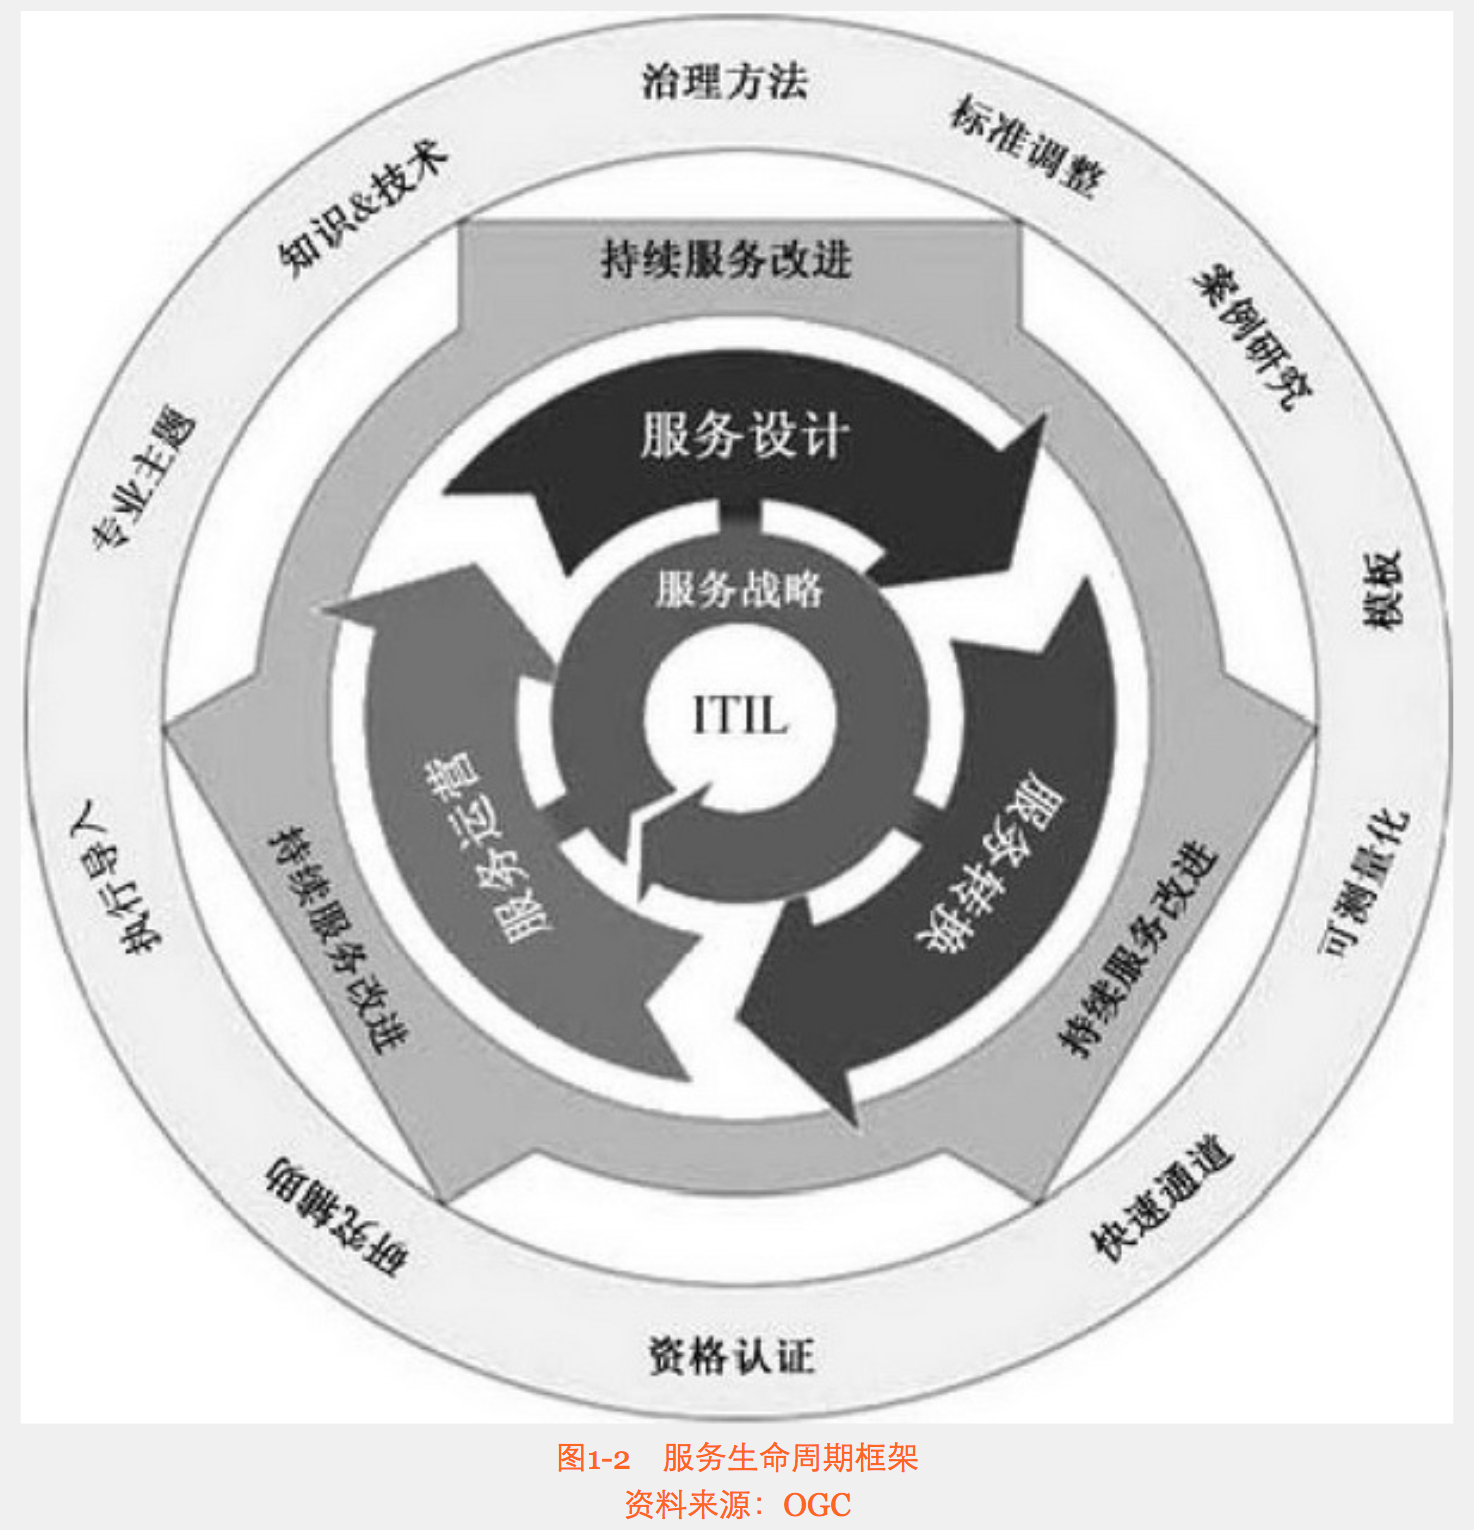 治理方法
标准调整
案例研究
模板
可测量化
快速通道
资格认证
研究辅助
执行导入
专业主题
知识&技术
持续服务改进
持续服务改进
持续服务改进
服务设计
服务转换
服务运营
服务战略
ITIL
图1-2 服务生命周期框架
资料来源：OGC